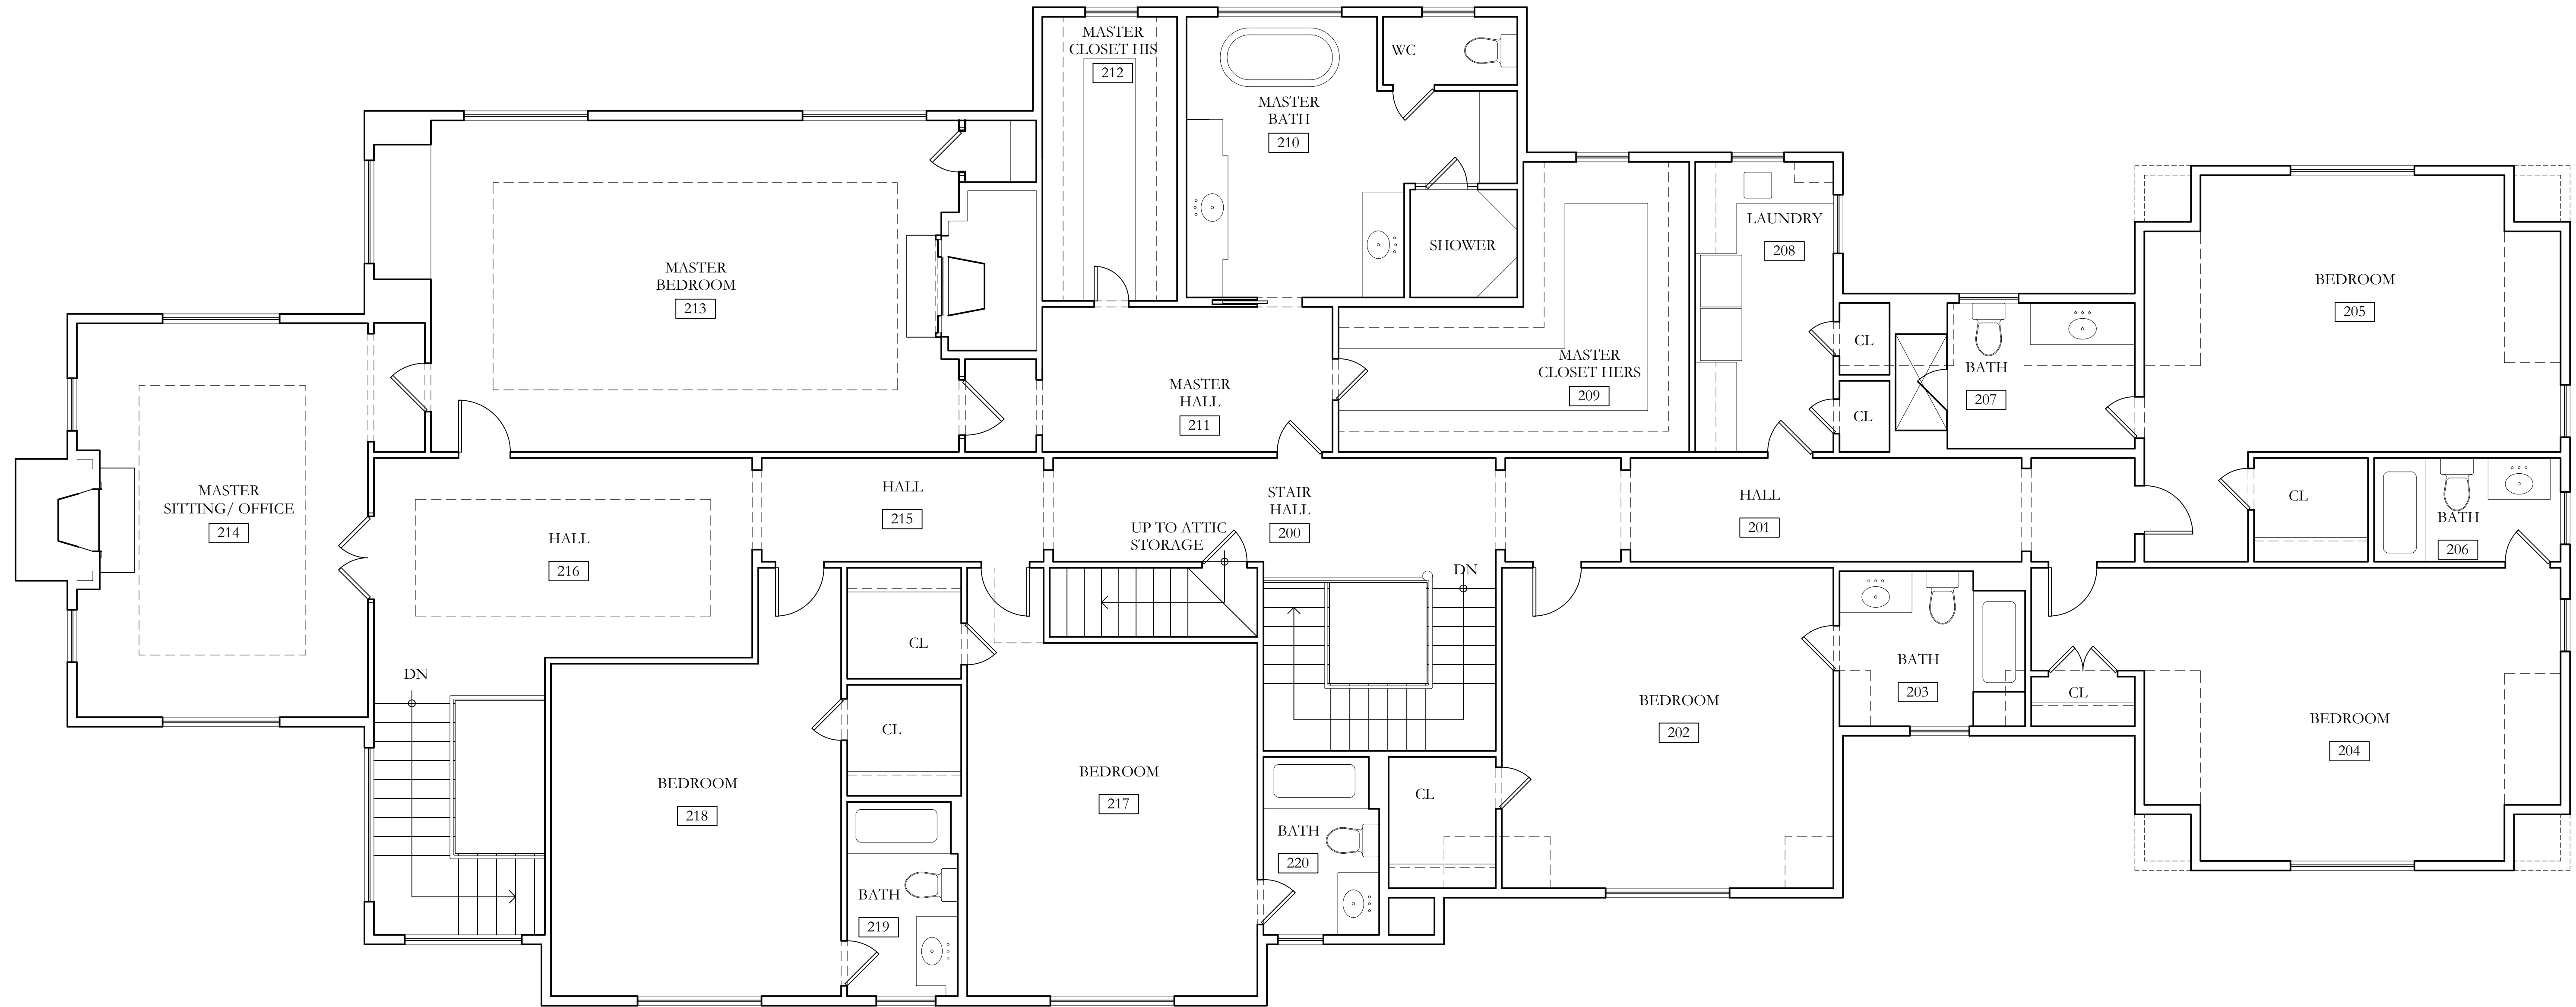 MASTER
CLOSET HIS
212
WC
MASTER
BATH
210
SHOWER
LAUNDRY
208
MASTER
BEDROOM
213
BEDROOM
205
CL
BATH
207
CL
MASTER
CLOSET HERS
209
MASTER
HALL
211
MASTER
SITTING/ OFFICE
214
HALL
215
STAIR
HALL
200
HALL
201
CL
BATH
206
UP TO ATTIC
STORAGE
HALL
216
DN
DN
CL
CL
BATH
203
CL
BEDROOM
202
BEDROOM
204
BEDROOM
218
BEDROOM
217
CL
BATH
220
BATH
219